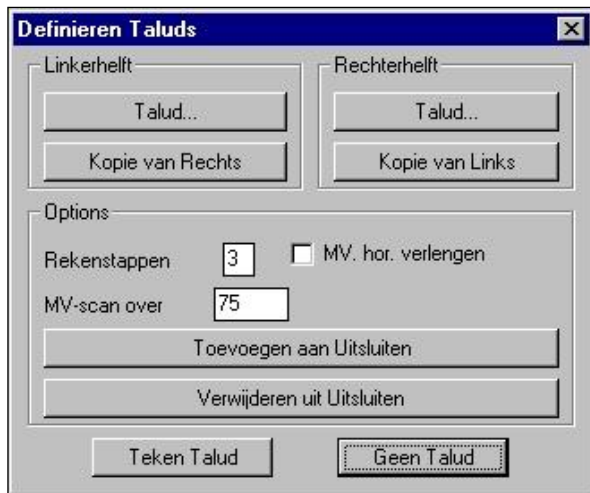 Definieren Taluds
Linkerhelft
Talud...
Kopie van Rechts
Rechterhelft
Talud...
Kopie van Links
Options
Rekenstappen 3 MV. hor. verlengen
MV-scan over 75
Toevoegen aan Uitsluiten
Verwijderen uit Uitsluiten
Teken Talud Geen Talud